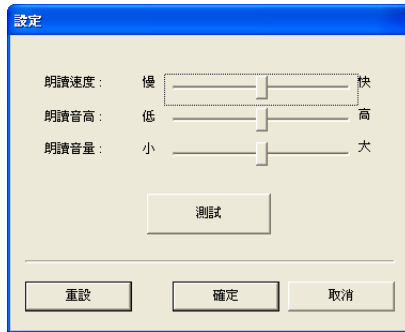 設定
朗讀速度： 慢 快
朗讀音高： 低 高
朗讀音量： 小 大
測試
重設 確定 取消